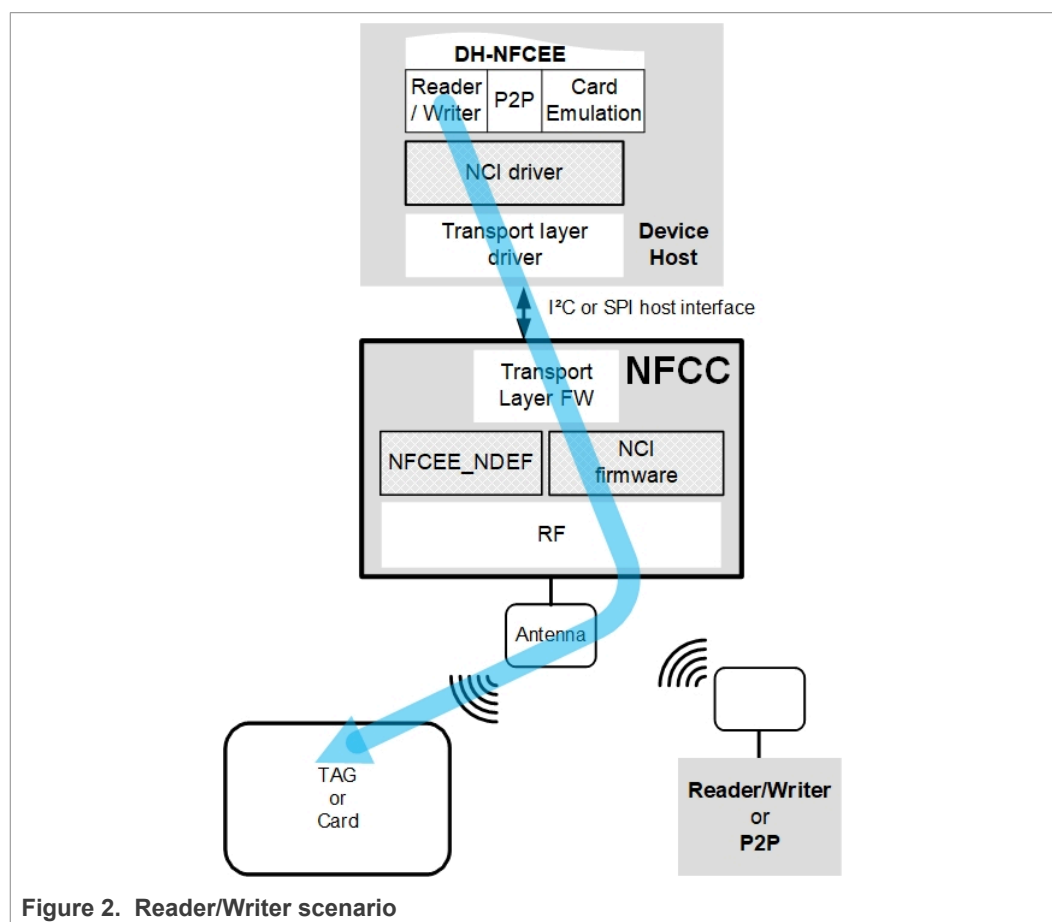 DH-NFCEE
Reader
/ Writer
P2P
Card
Emulation
NCI driver
Transport layer
driver
Device
Host
I²C or SPI host interface
NFCC
Transport
Layer FW
NFCEE_NDEF
NCI
firmware
RF
Antenna
TAG
or
Card
Reader/Writer
or
P2P
Figure 2. Reader/Writer scenario